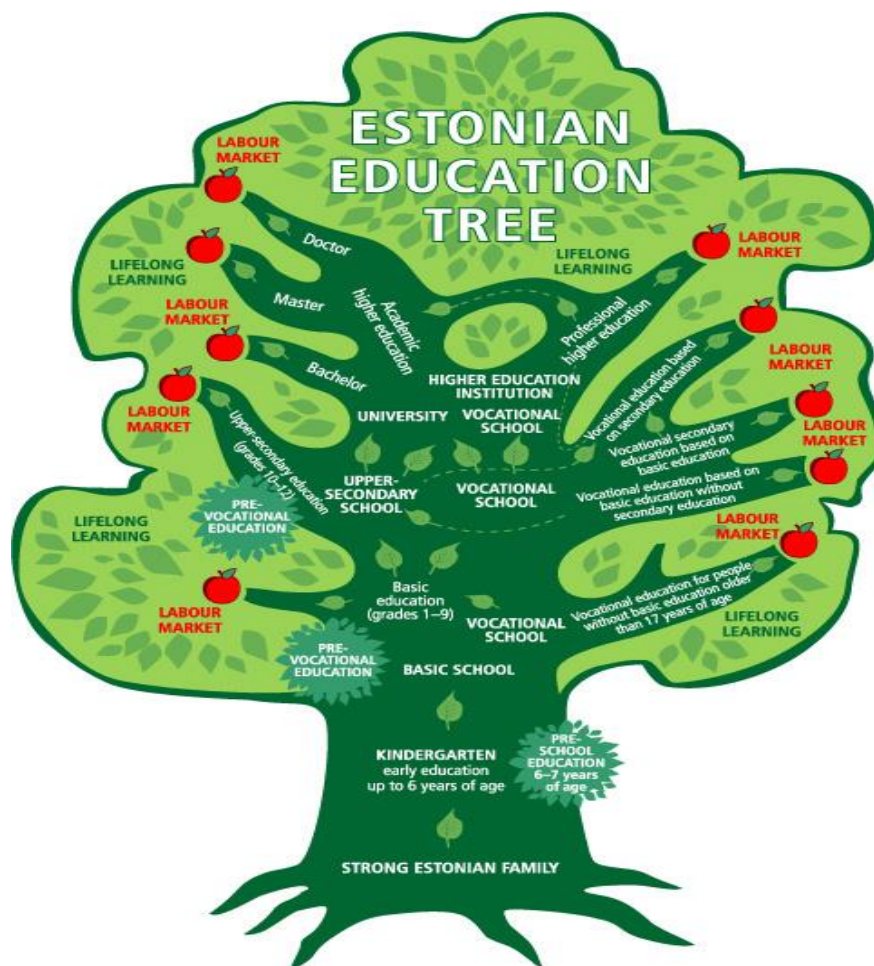 ESTONIAN
EDUCATION
TREE
LABOUR
MARKET
LIFELONG
LEARNING
LIFELONG
LEARNING
LABOUR
MARKET
Doctor
Master
Academic
higher education
Professional
higher education
LABOUR
MARKET
Bachelor
HIGHER EDUCATION
INSTITUTION
UNIVERSITY
VOCATIONAL
SCHOOL
Vocational education based
on secondary education
LABOUR
MARKET
LABOUR
MARKET
Upper-secondary education
(grades 10–12)
UPPER-
SECONDARY
SCHOOL
VOCATIONAL
SCHOOL
Vocational secondary
education based on
basic education
LABOUR
MARKET
Vocational education based on
basic education without
secondary education
PRE-
VOCATIONAL
EDUCATION
LIFELONG
LEARNING
LABOUR
MARKET
Basic
education
(grades 1–9)
LABOUR
MARKET
VOCATIONAL
SCHOOL
Vocational education for people
without basic education older
than 17 years of age
LIFELONG
LEARNING
PRE-
VOCATIONAL
EDUCATION
BASIC SCHOOL
KINDERGARTEN
early education
up to 6 years of age
PRE-
SCHOOL
EDUCATION
6–7 years
of age
STRONG ESTONIAN FAMILY